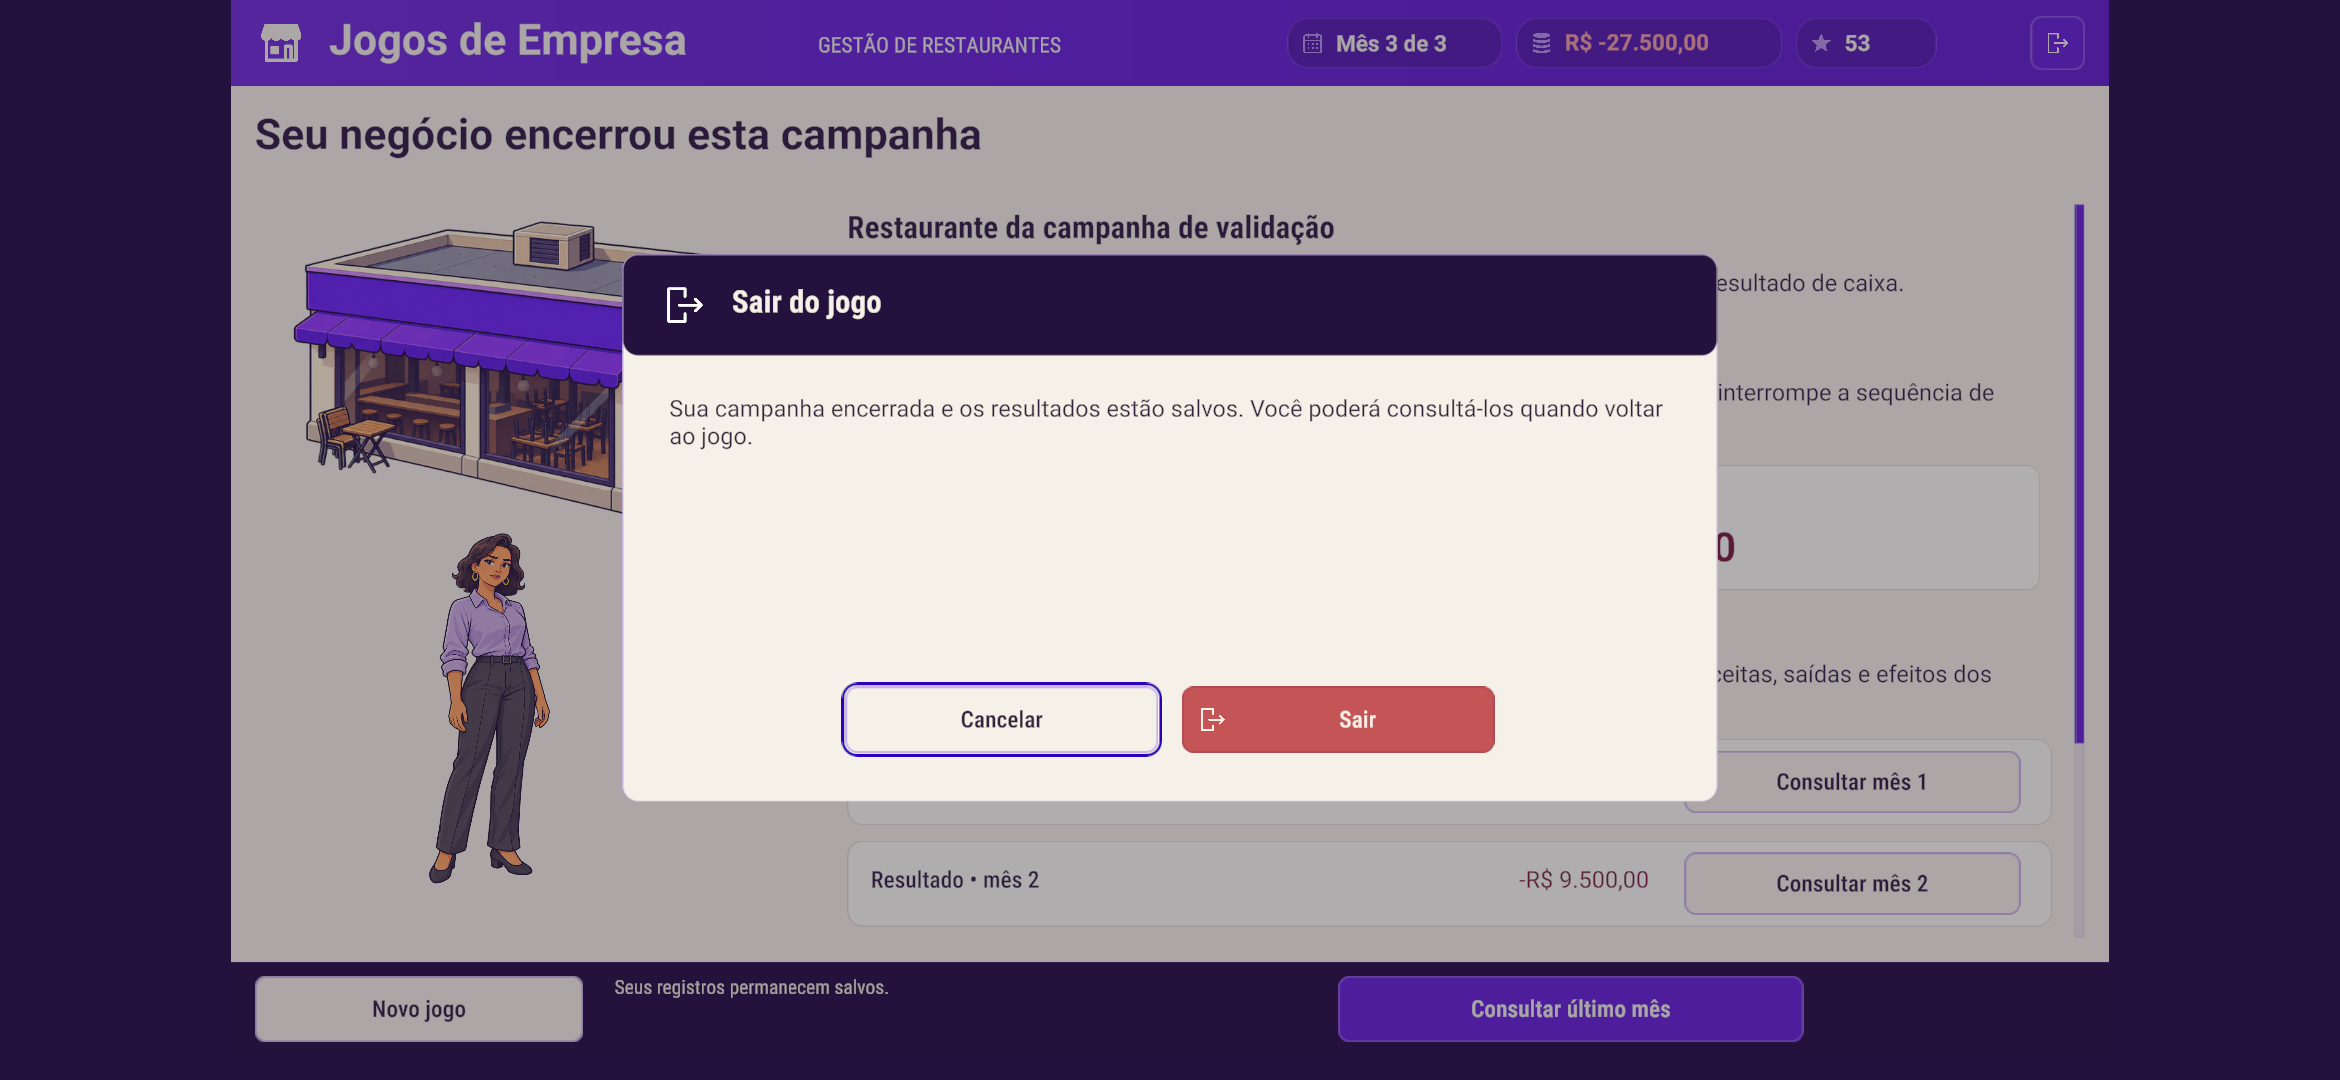 Jogos de Empresa
GESTÃO DE RESTAURANTES
Mês 3 de 3
R$ -27.500,00
53
Seu negócio encerrou esta campanha
Restaurante da campanha de validação
esultado de caixa.
Sair do jogo
interrompe a sequência de
Sua campanha encerrada e os resultados estão salvos. Você poderá consultá-los quando voltar
ao jogo.
0
ceitas, saídas e efeitos dos
Cancelar
Sair
Consultar mês 1
Resultado • mês 2
-R$ 9.500,00
Consultar mês 2
Novo jogo
Seus registros permanecem salvos.
Consultar último mês